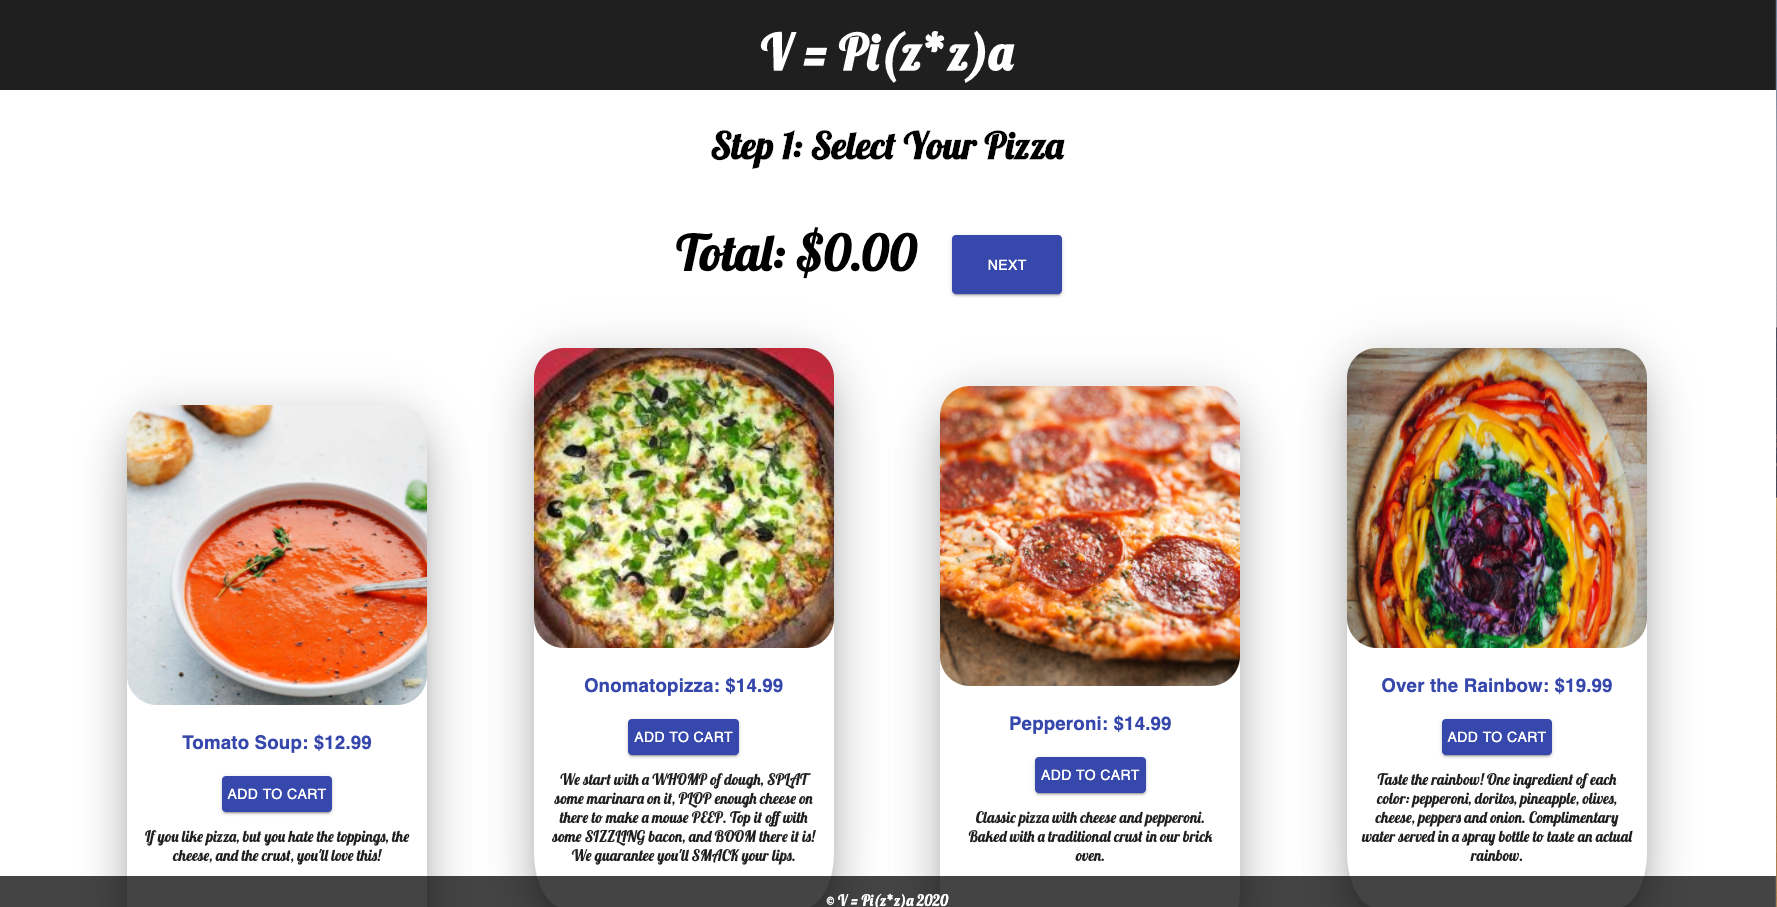 V = Pi(z*z)a
Step 1: Select Your Pizza
Total: $0.00
NEXT
Tomato Soup: $12.99
ADD TO CART
If you like pizza, but you hate the toppings, the
cheese, and the crust, you'll love this!
Onomatopizza: $14.99
ADD TO CART
We start with a WHOMP of dough, SPLAT
some marinara on it, PLOP enough cheese on
there to make a mouse PEEP. Top it off with
some SIZZLING bacon, and BOOM there it is!
We guarantee you'll SMACK your lips.
Pepperoni: $14.99
ADD TO CART
Classic pizza with cheese and pepperoni.
Baked with a traditional crust in our brick
oven.
Over the Rainbow: $19.99
ADD TO CART
Taste the rainbow! One ingredient of each
color: pepperoni, doritos, pineapple, olives,
cheese, peppers and onion. Complimentary
water served in a spray bottle to taste an actual
rainbow.
© V = Pi(z*z)a 2020